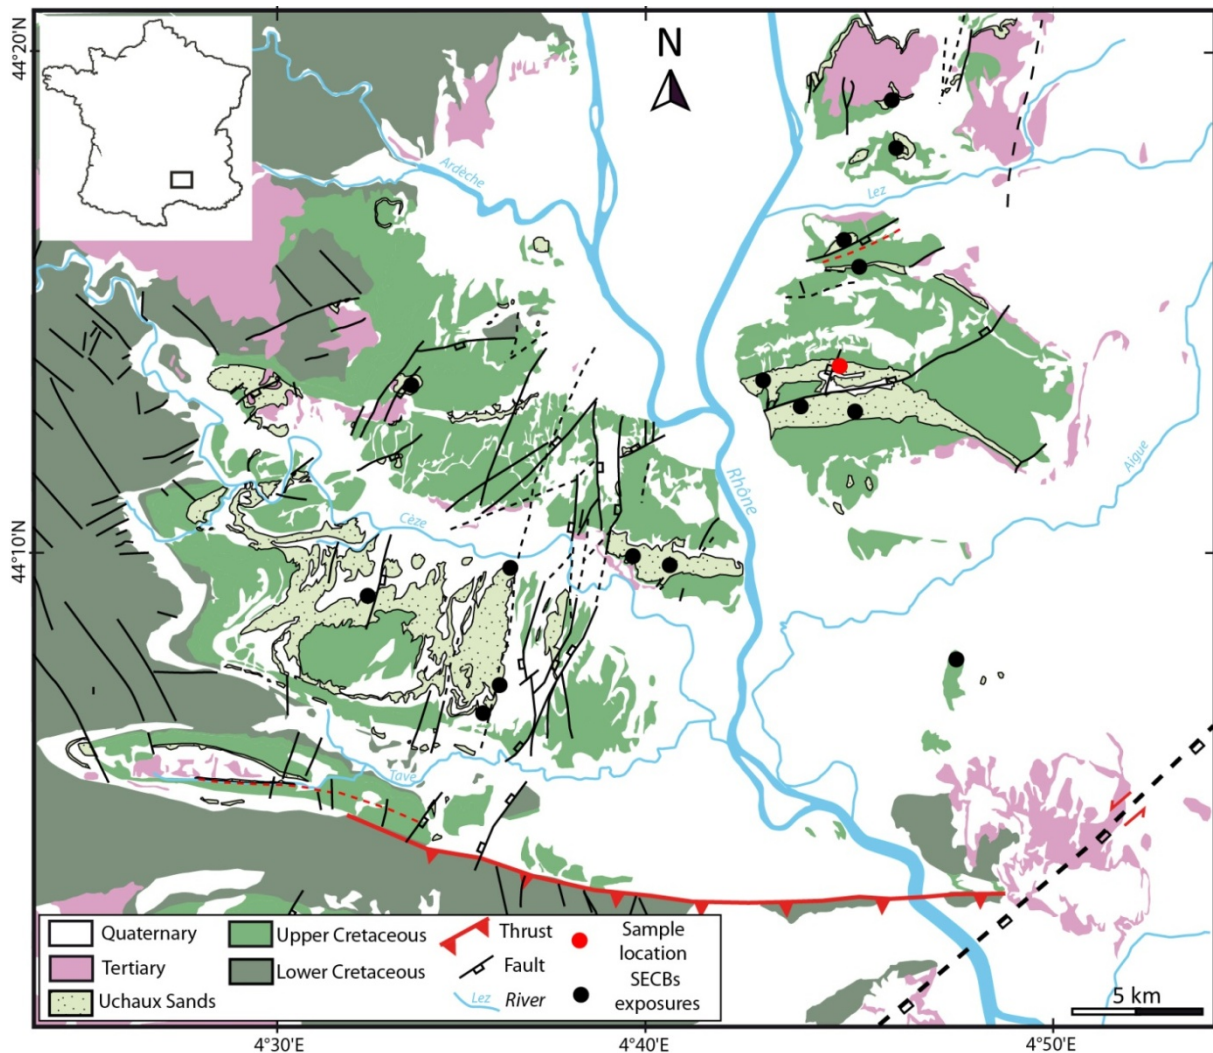 44°20'N
N
Ardèche
Lez
Rhône
Aigue
Cèze
44°10'N
Tave
Quaternary
Upper Cretaceous
Thrust
Sample
location
Tertiary
Lower Cretaceous
Fault
SECBs
exposures
Uchaux Sands
Lez
River
5 km
4°30'E
4°40'E
4°50'E